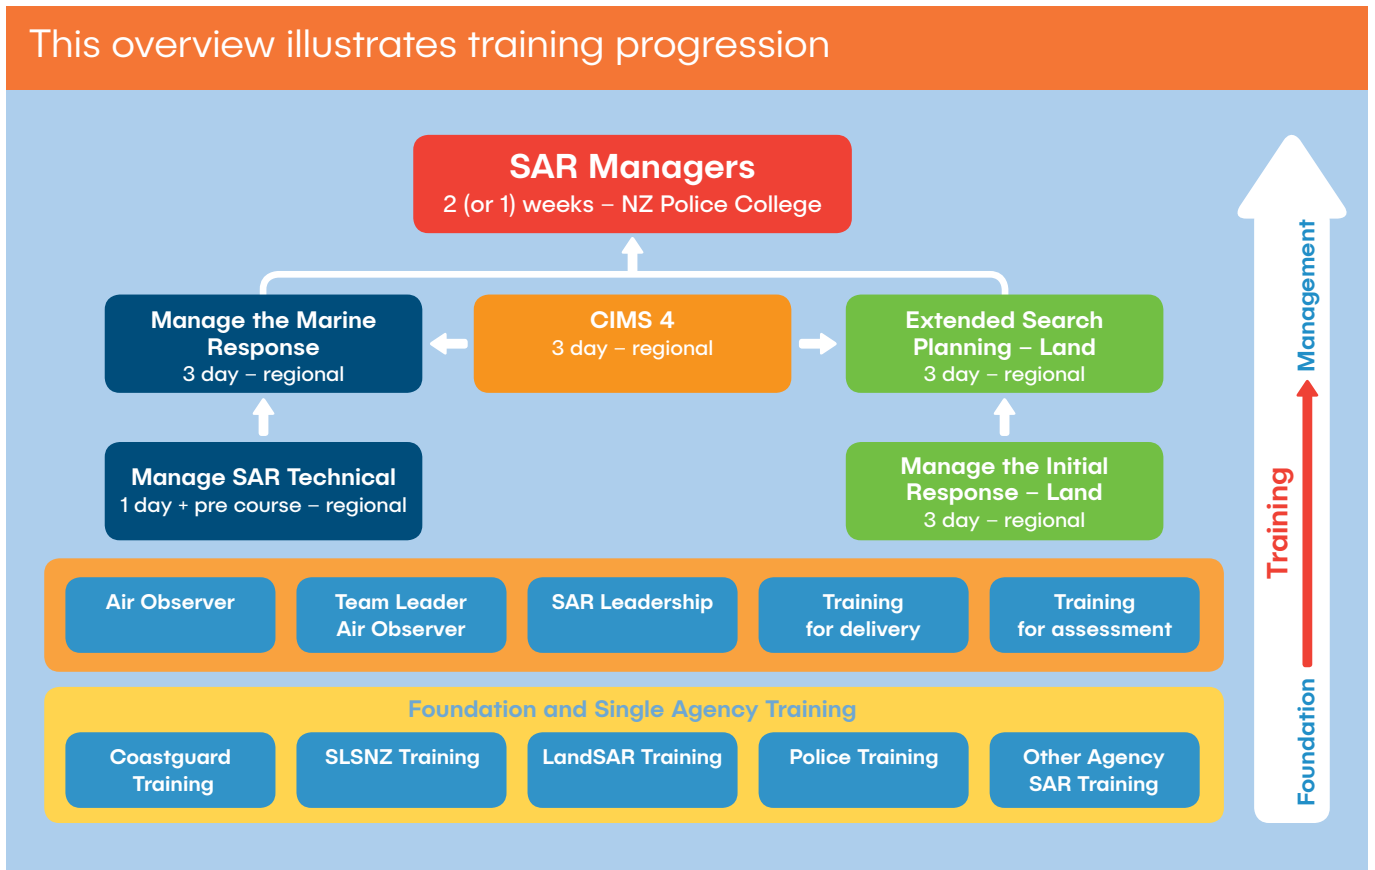 This overview illustrates training progression
SAR Managers
2 (or 1) weeks – NZ Police College
Manage the Marine
Response
3 day – regional
CIMS 4
3 day – regional
Extended Search
Planning – Land
3 day – regional
Manage SAR Technical
1 day + pre course – regional
Manage the Initial
Response – Land
3 day – regional
Air Observer
Team Leader
Air Observer
SAR Leadership
Training
for delivery
Training
for assessment
Foundation and Single Agency Training
Coastguard
Training
SLSNZ Training
LandSAR Training
Police Training
Other Agency
SAR Training
Management
Training
Foundation